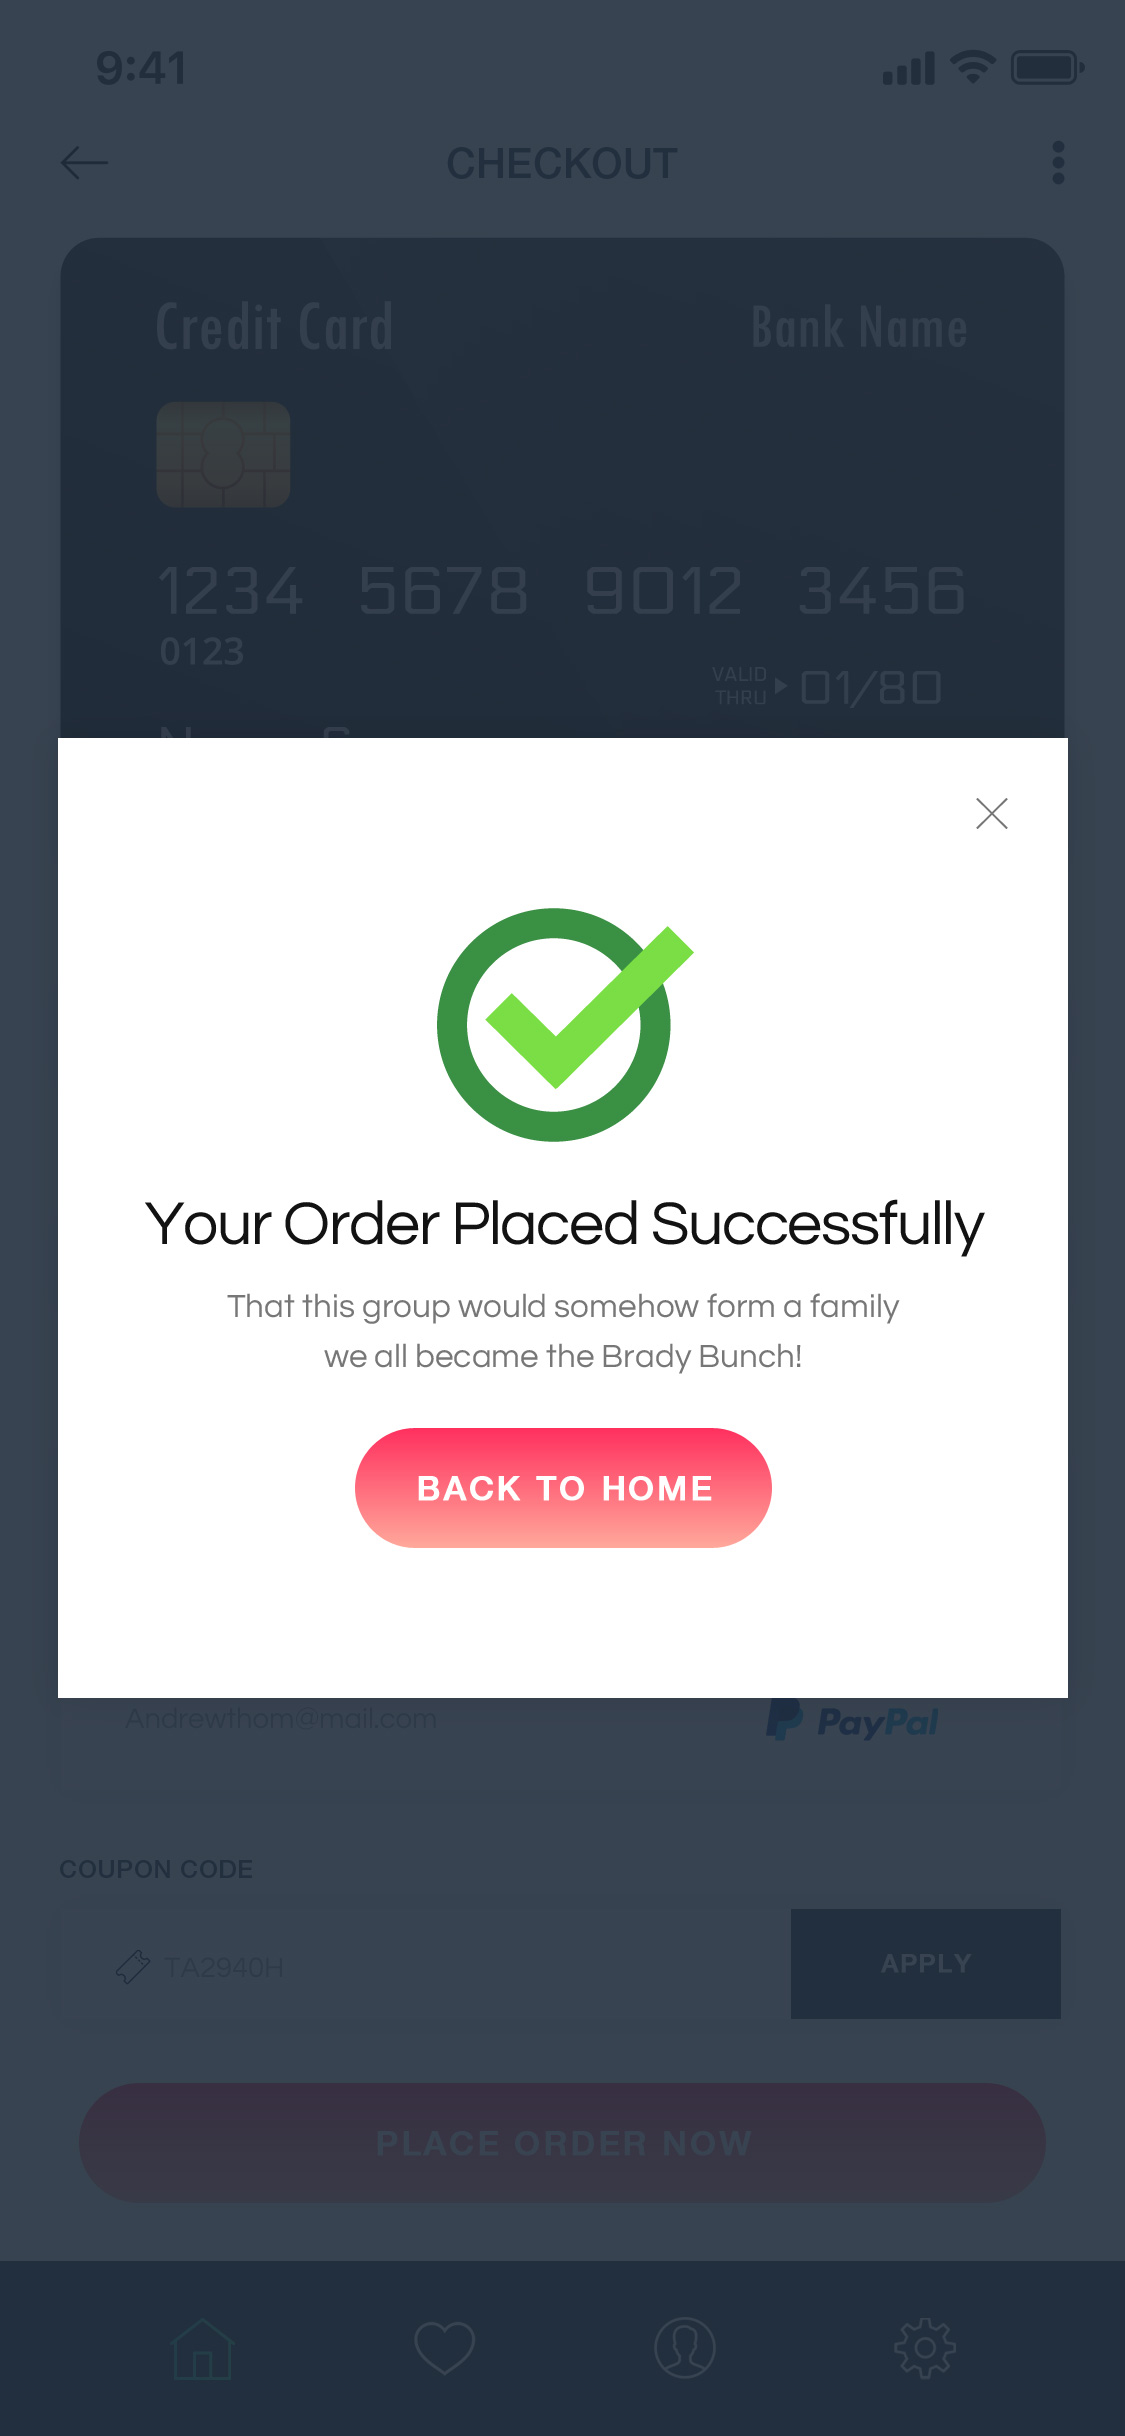 9:41
CHECKOUT
Credit Card
Bank Name
1234 5678 9012 3456
0123
VALID
THRU
01/80
Your Order Placed Successfully
That this group would somehow form a family
we all became the Brady Bunch!
BACK TO HOME
Andrewthom@mail.com
PayPal
COUPON CODE
TA2940H
APPLY
PLACE ORDER NOW